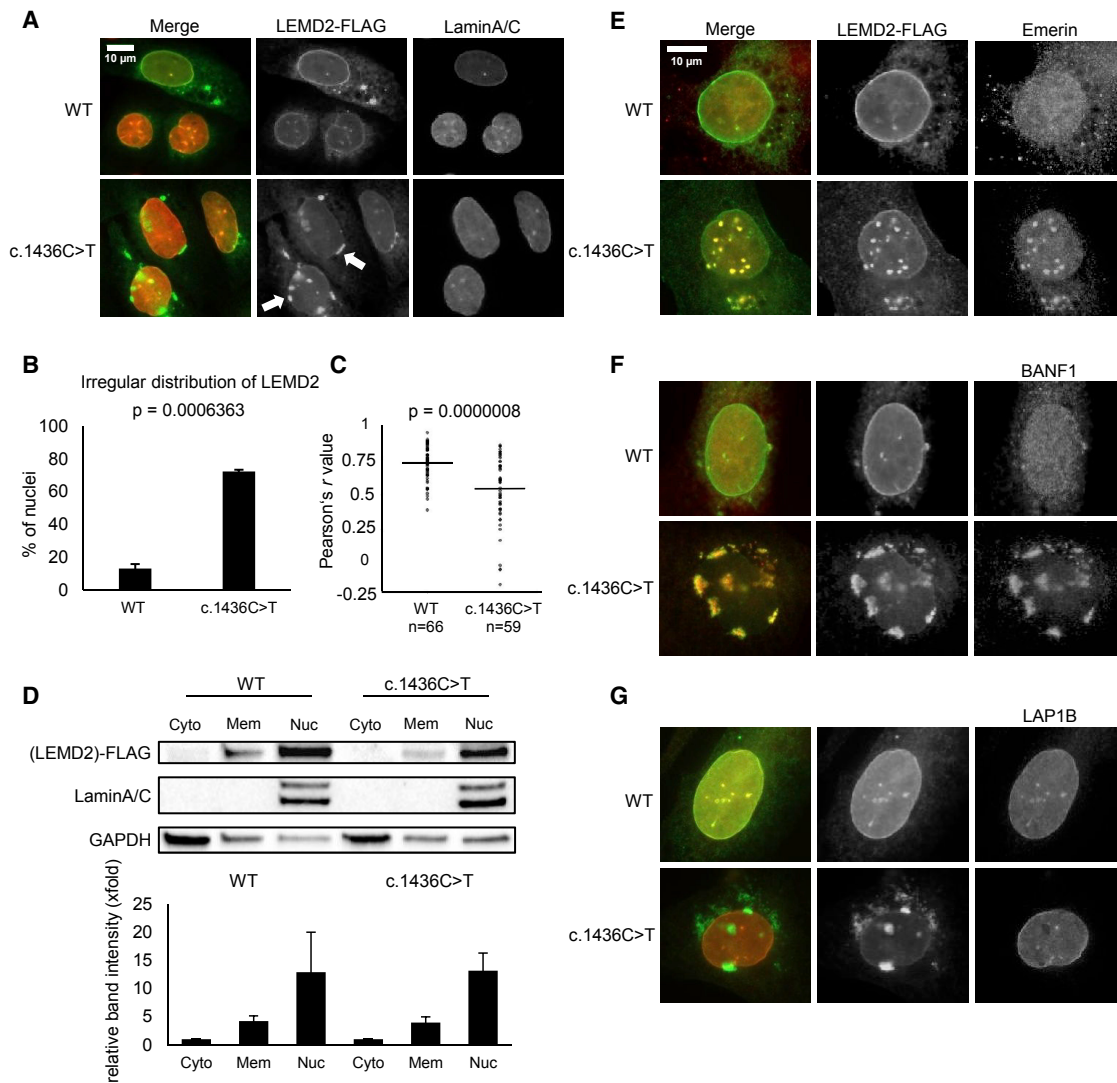 A
Merge LEMD2-FLAG LaminA/C
10 µm
WT
c.1436C>T
B
Irregular distribution of LEMD2
p = 0.0006363
% of nuclei
100
80
60
40
20
0
WT c.1436C>T
C
p = 0.0000008
Pearson‘s r value
1
0.75
0.5
0.25
0
-0.25
WT c.1436C>T
n=66 n=59
D
WT c.1436C>T
Cyto Mem Nuc Cyto Mem Nuc
(LEMD2)-FLAG
LaminA/C
GAPDH
WT c.1436C>T
relative band intensity (xfold)
25
20
15
10
5
0
Cyto Mem Nuc Cyto Mem Nuc
E
Merge LEMD2-FLAG Emerin
10 µm
WT
c.1436C>T
F
BANF1
WT
c.1436C>T
G
LAP1B
WT
c.1436C>T